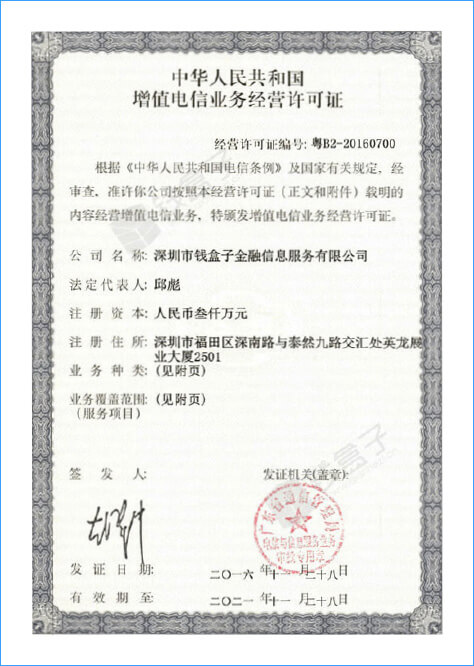 中华人民共和国
增值电信业务经营许可证
经营许可证编号: 粤B2-20160700
根据《中华人民共和国电信条例》及国家有关规定，经
审查，准许你公司按照本经营许可证（正文和附件）载明的
内容经营增值电信业务，特颁发增值电信业务经营许可证。
公司名称: 深圳市钱盒子金融信息服务有限公司
法定代表人: 邱彪
注册资本: 人民币叁仟万元
注册住所: 深圳市福田区深南路与泰然九路交汇处英龙展
业大厦2501
业务种类: (见附页)
业务覆盖范围: (见附页)
(服务项目)
签发人:
发证机关(盖章):
广东省通信管理局
发证日期: 二〇一六年十一月二十八日
有效期至: 二〇二一年十一月二十八日